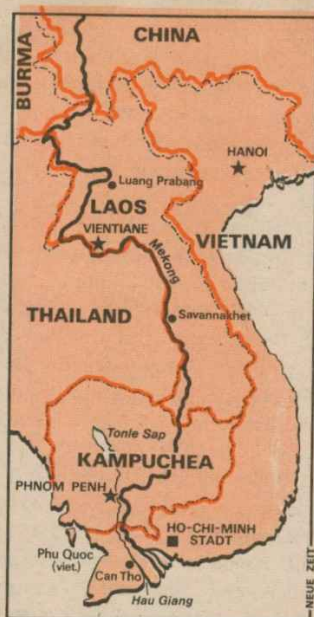 CHINA
BURMA
HANOI
Luang Prabang
LAOS
VIENTIANE
VIETNAM
Mekong
THAILAND
Savannakhet
Tonle Sap
KAMPUCHEA
PHNOM PENH
HO-CHI-MINH
STADT
Phu Quoc
(viet.)
Can Tho
Hau Giang
NEUE ZEIT